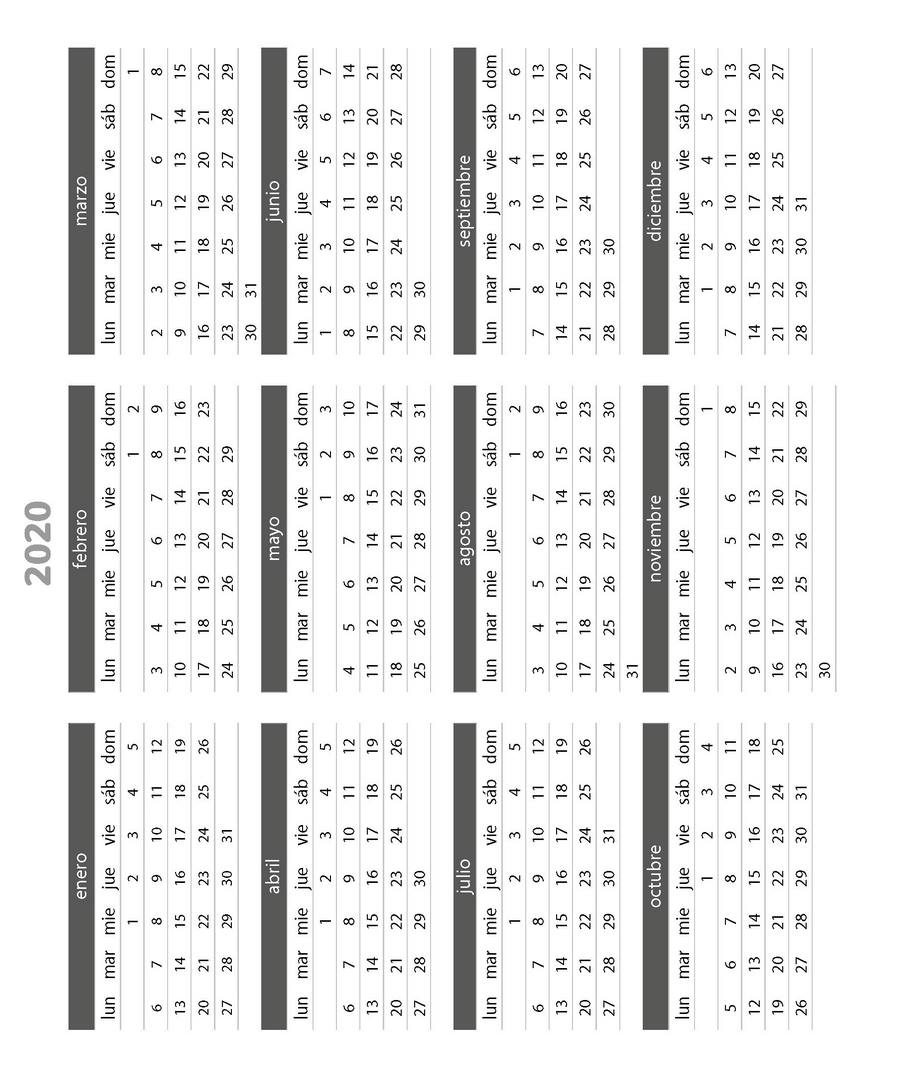 2020
enero
lun mar mie jue vie sáb dom
1 2 3 4 5
6 7 8 9 10 11 12
13 14 15 16 17 18 19
20 21 22 23 24 25 26
27 28 29 30 31
febrero
lun mar mie jue vie sáb dom
1 2
3 4 5 6 7 8 9
10 11 12 13 14 15 16
17 18 19 20 21 22 23
24 25 26 27 28 29
marzo
lun mar mie jue vie sáb dom
1
2 3 4 5 6 7 8
9 10 11 12 13 14 15
16 17 18 19 20 21 22
23 24 25 26 27 28 29
30 31
abril
lun mar mie jue vie sáb dom
1 2 3 4 5
6 7 8 9 10 11 12
13 14 15 16 17 18 19
20 21 22 23 24 25 26
27 28 29 30
mayo
lun mar mie jue vie sáb dom
1 2 3
4 5 6 7 8 9 10
11 12 13 14 15 16 17
18 19 20 21 22 23 24
25 26 27 28 29 30 31
junio
lun mar mie jue vie sáb dom
1 2 3 4 5 6 7
8 9 10 11 12 13 14
15 16 17 18 19 20 21
22 23 24 25 26 27 28
29 30
julio
lun mar mie jue vie sáb dom
1 2 3 4 5
6 7 8 9 10 11 12
13 14 15 16 17 18 19
20 21 22 23 24 25 26
27 28 29 30 31
agosto
lun mar mie jue vie sáb dom
1 2
3 4 5 6 7 8 9
10 11 12 13 14 15 16
17 18 19 20 21 22 23
24 25 26 27 28 29 30
31
septiembre
lun mar mie jue vie sáb dom
1 2 3 4 5 6
7 8 9 10 11 12 13
14 15 16 17 18 19 20
21 22 23 24 25 26 27
28 29 30
octubre
lun mar mie jue vie sáb dom
1 2 3 4
5 6 7 8 9 10 11
12 13 14 15 16 17 18
19 20 21 22 23 24 25
26 27 28 29 30 31
noviembre
lun mar mie jue vie sáb dom
1
2 3 4 5 6 7 8
9 10 11 12 13 14 15
16 17 18 19 20 21 22
23 24 25 26 27 28 29
30
diciembre
lun mar mie jue vie sáb dom
1 2 3 4 5 6
7 8 9 10 11 12 13
14 15 16 17 18 19 20
21 22 23 24 25 26 27
28 29 30 31